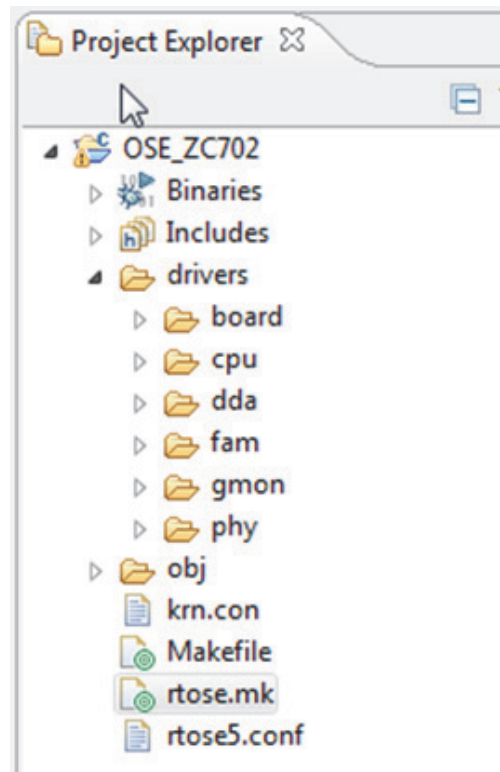 Project Explorer
OSE_ZC702
Binaries
Includes
drivers
board
cpu
dda
fam
gmon
phy
obj
krn.con
Makefile
rtose.mk
rtose5.conf